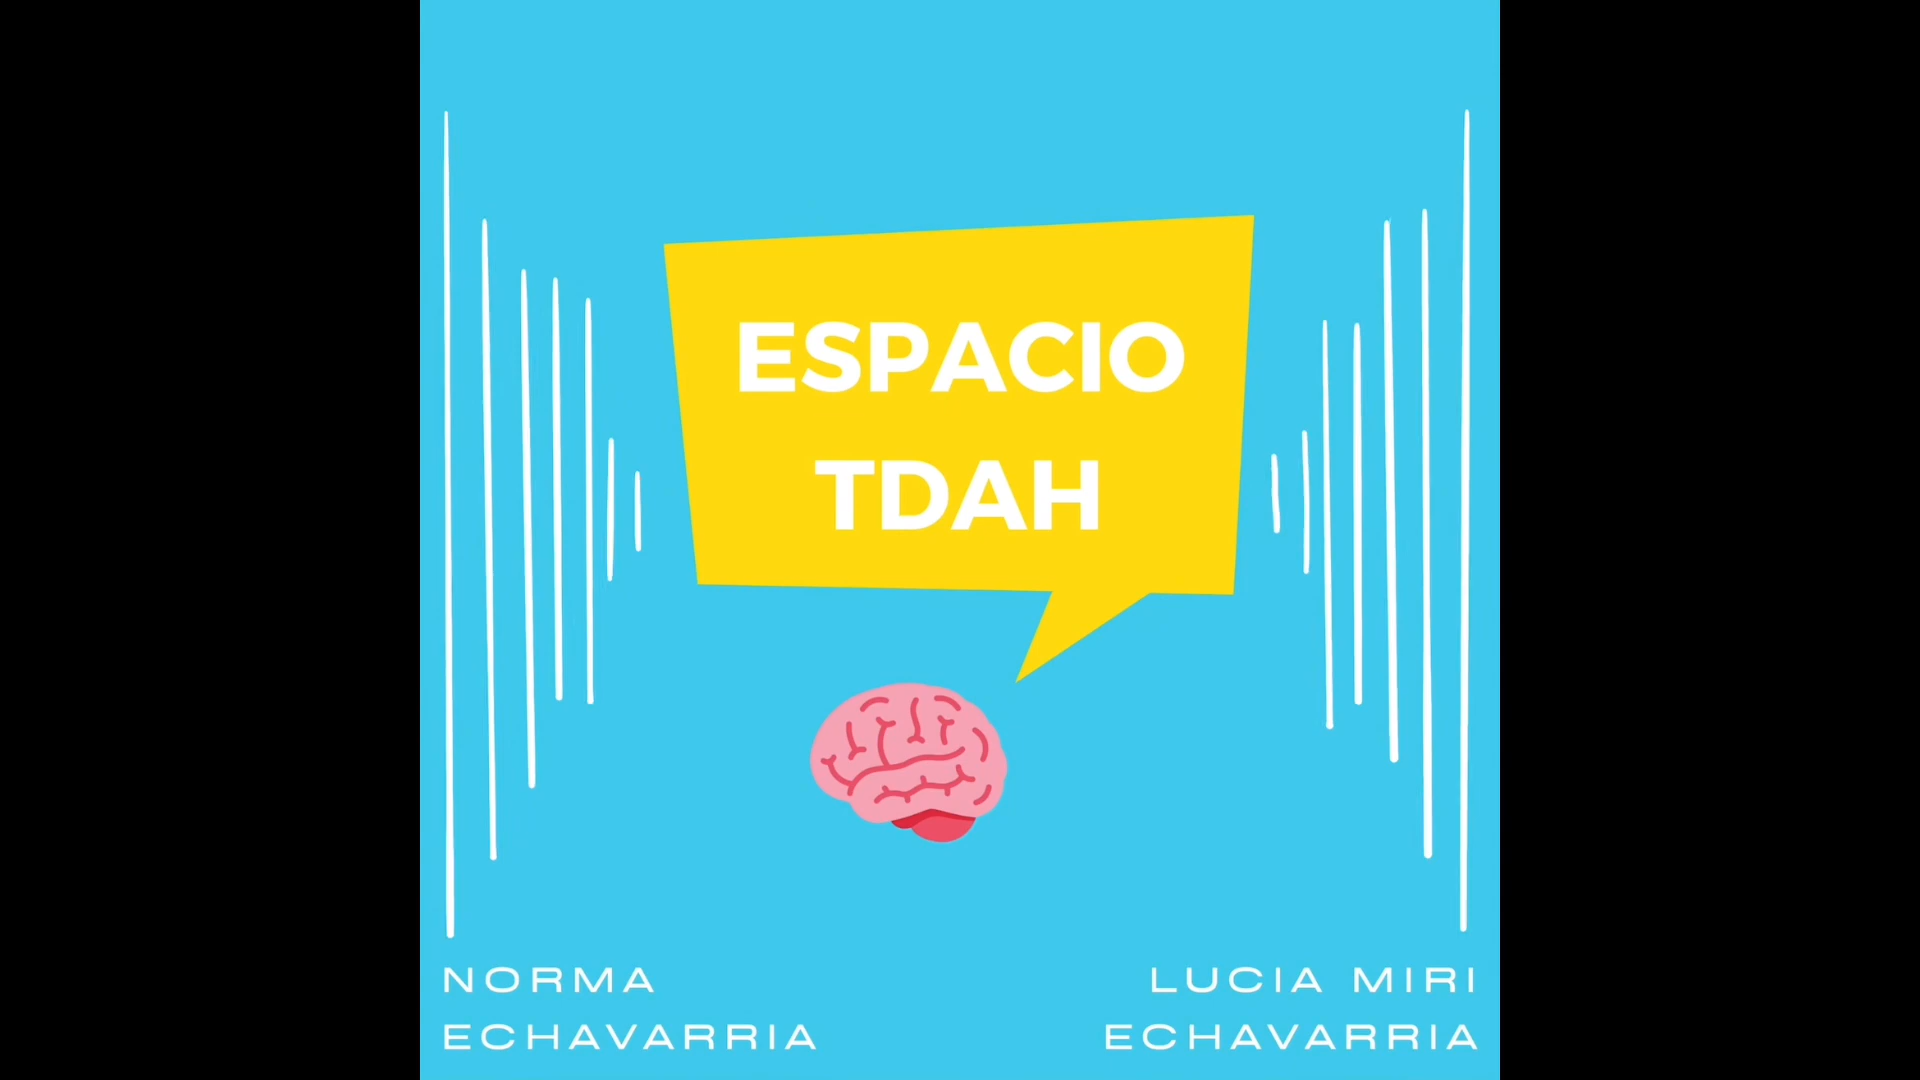 ESPACIO
TDAH
NORMA
ECHAVARRIA
LUCIA MIRI
ECHAVARRIA